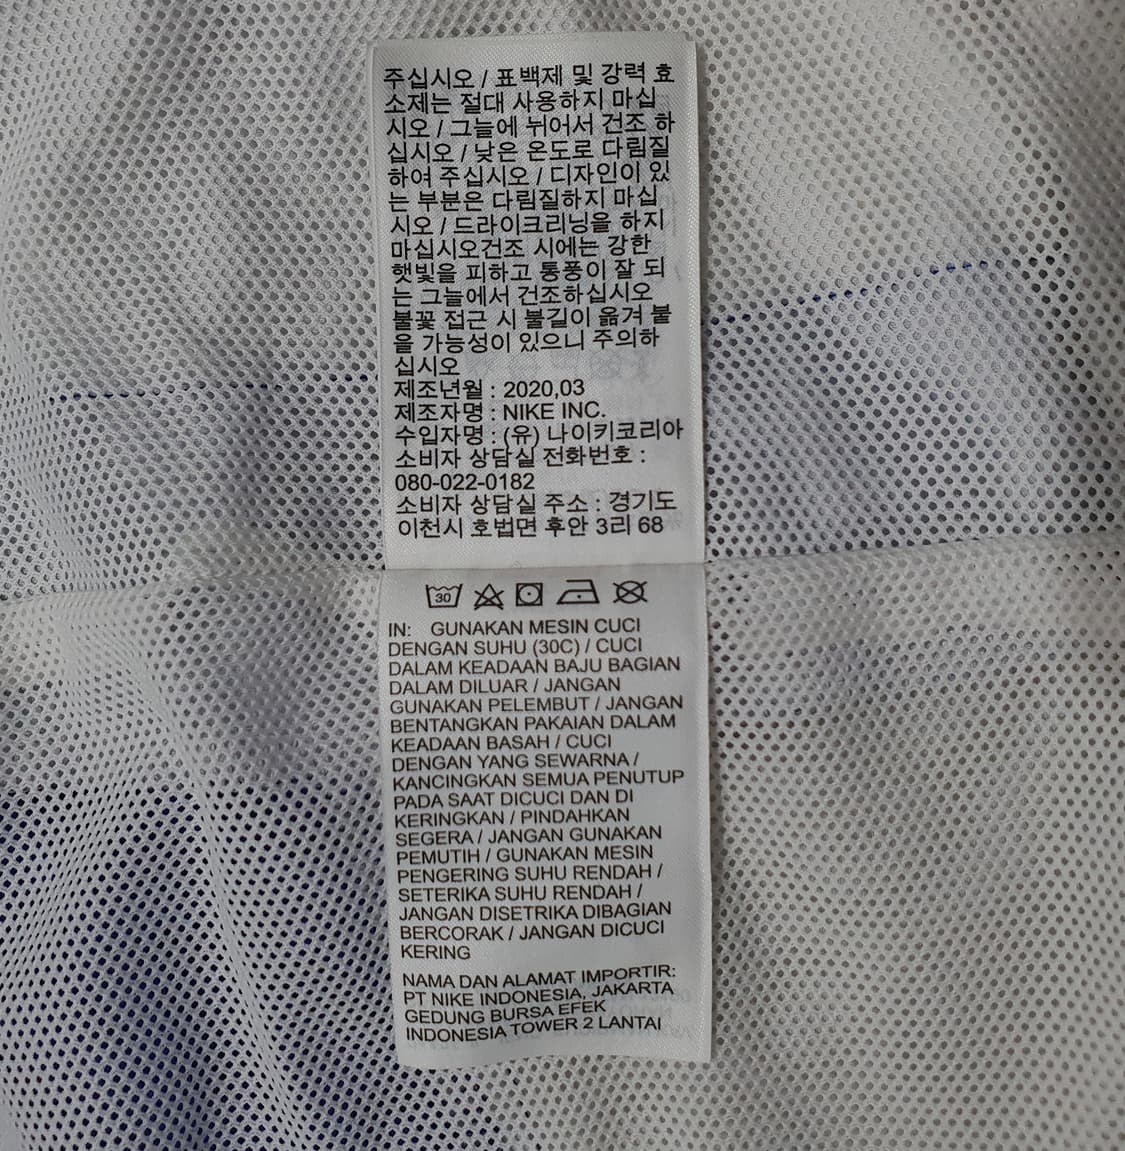 주십시오 / 표백제 및 강력 효
소제는 절대 사용하지 마십
시오 / 그늘에 뉘어서 건조 하
십시오 / 낮은 온도로 다림질
하여 주십시오 / 디자인이 있
는 부분은 다림질하지 마십
시오 / 드라이크리닝을 하지
마십시오건조 시에는 강한
햇빛을 피하고 통풍이 잘 되
는 그늘에서 건조하십시오
불꽃 접근 시 불길이 옮겨 붙
을 가능성이 있으니 주의하
십시오
제조년월 : 2020,03
제조자명 : NIKE INC.
수입자명 : (유) 나이키코리아
소비자 상담실 전화번호 :
080-022-0182
소비자 상담실 주소 : 경기도
이천시 호법면 후안 3리 68
30
IN: GUNAKAN MESIN CUCI
DENGAN SUHU (30C) / CUCI
DALAM KEADAAN BAJU BAGIAN
DALAM DILUAR / JANGAN
GUNAKAN PELEMBUT / JANGAN
BENTANGKAN PAKAIAN DALAM
KEADAAN BASAH / CUCI
DENGAN YANG SEWARNA /
KANCINGKAN SEMUA PENUTUP
PADA SAAT DICUCI DAN DI
KERINGKAN / PINDAHKAN
SEGERA / JANGAN GUNAKAN
PEMUTIH / GUNAKAN MESIN
PENGERING SUHU RENDAH /
SETERIKA SUHU RENDAH /
JANGAN DISETRIKA DIBAGIAN
BERCORAK / JANGAN DICUCI
KERING
NAMA DAN ALAMAT IMPORTIR:
PT NIKE INDONESIA, JAKARTA
GEDUNG BURSA EFEK
INDONESIA TOWER 2 LANTAI